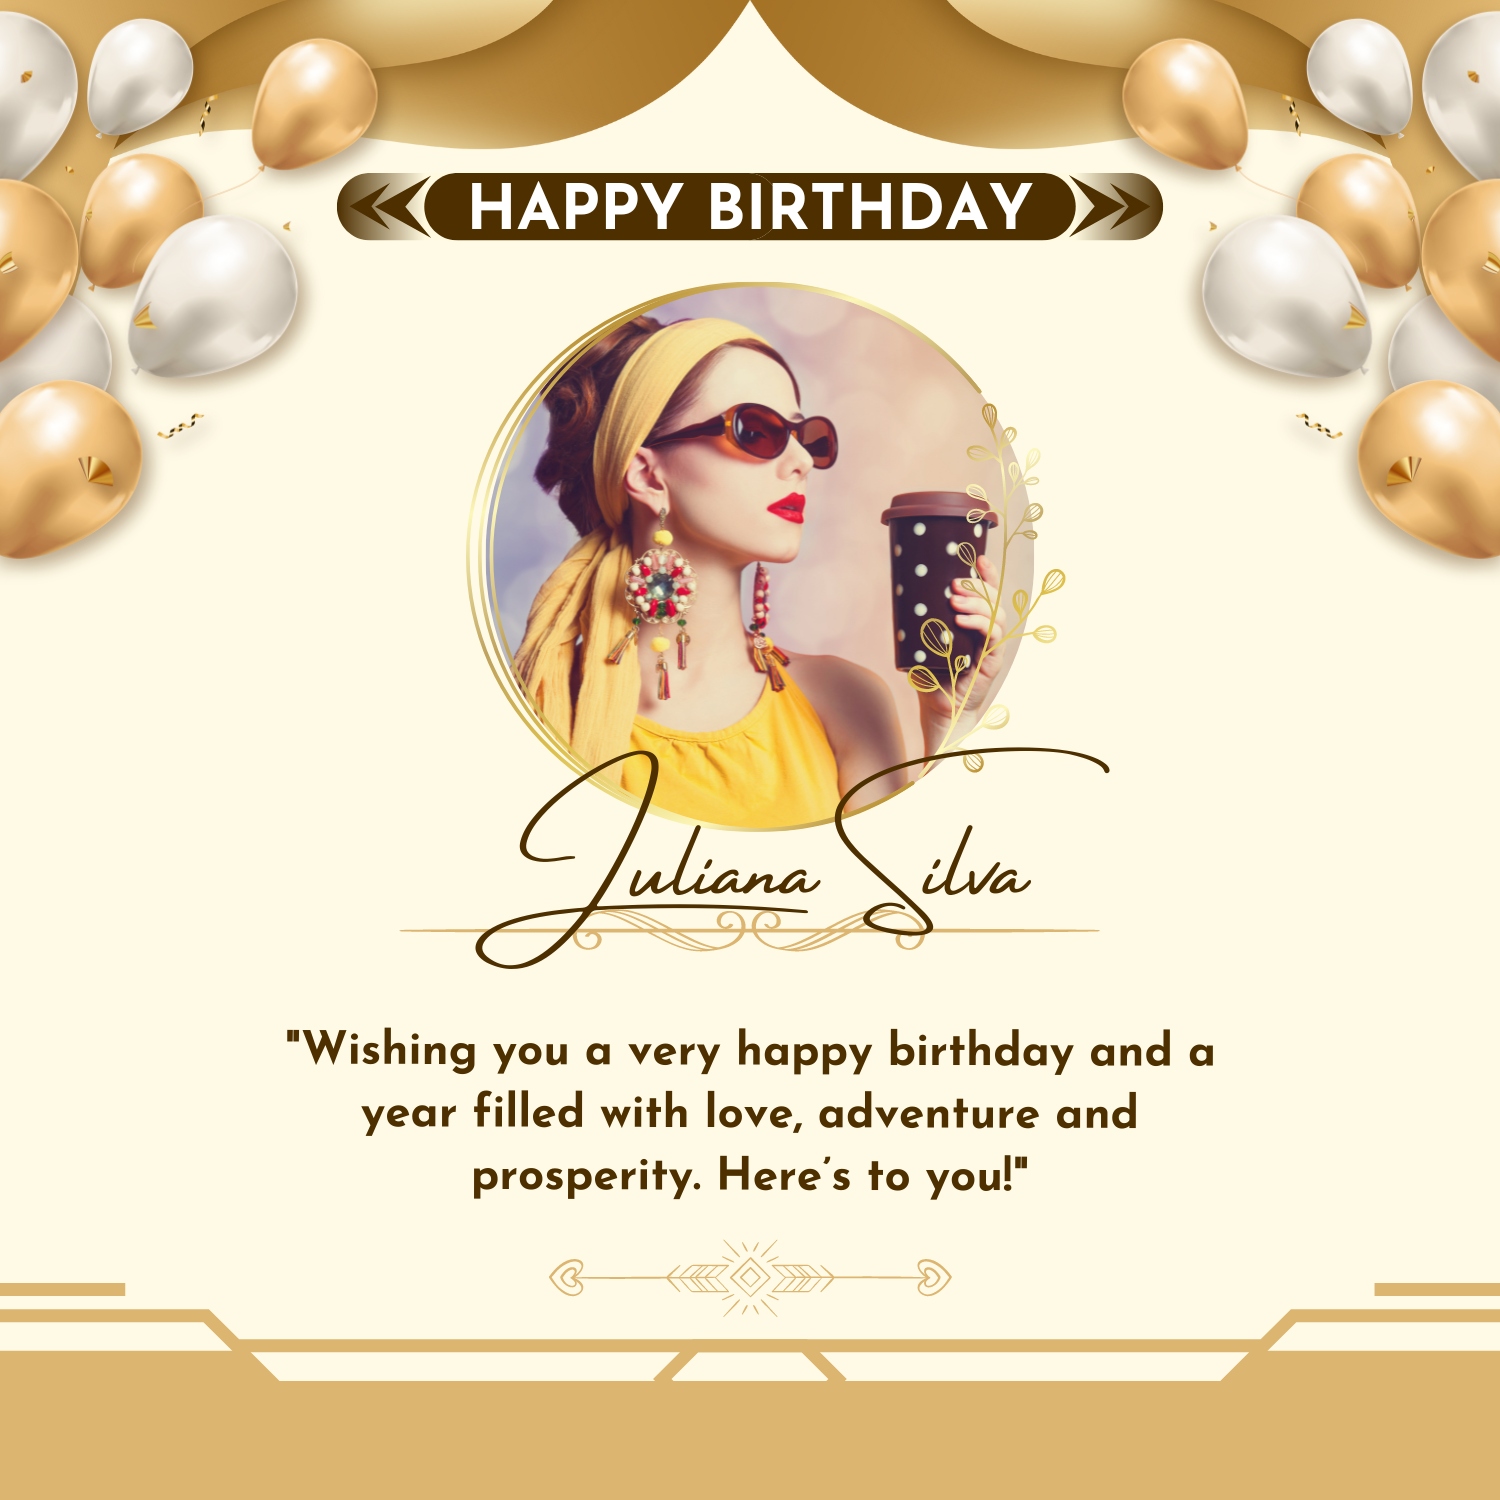 HAPPY BIRTHDAY
Juliana Silva
"Wishing you a very happy birthday and a
year filled with love, adventure and
prosperity. Here's to you!"